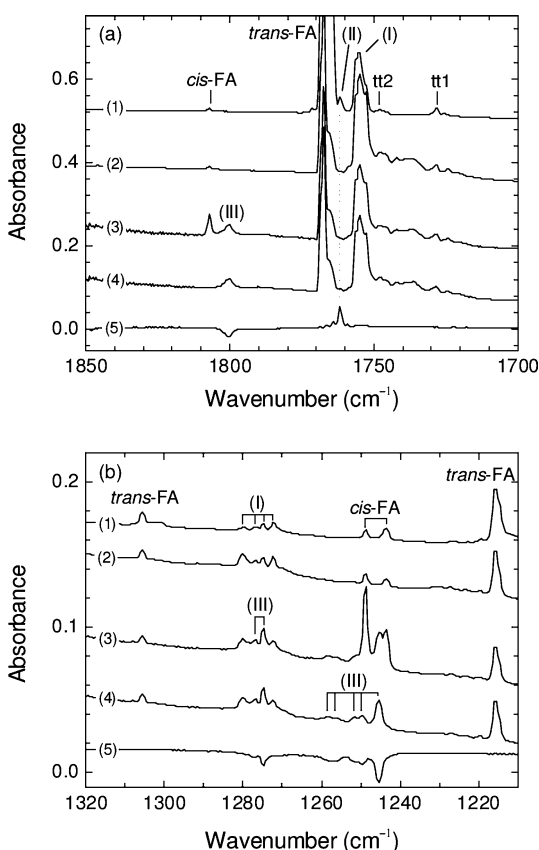 (a)
trans-FA
(II)
(I)
cis-FA
tt2
tt1
(1)
(2)
(3)
(III)
(4)
(5)
0.6
0.4
0.2
0.0
Absorbance
1850
1800
1750
1700
Wavenumber (cm⁻¹)
(b)
trans-FA
(I)
cis-FA
trans-FA
(1)
(2)
(III)
(3)
(III)
(4)
(5)
0.2
0.1
0.0
Absorbance
1320
1300
1280
1260
1240
1220
Wavenumber (cm⁻¹)